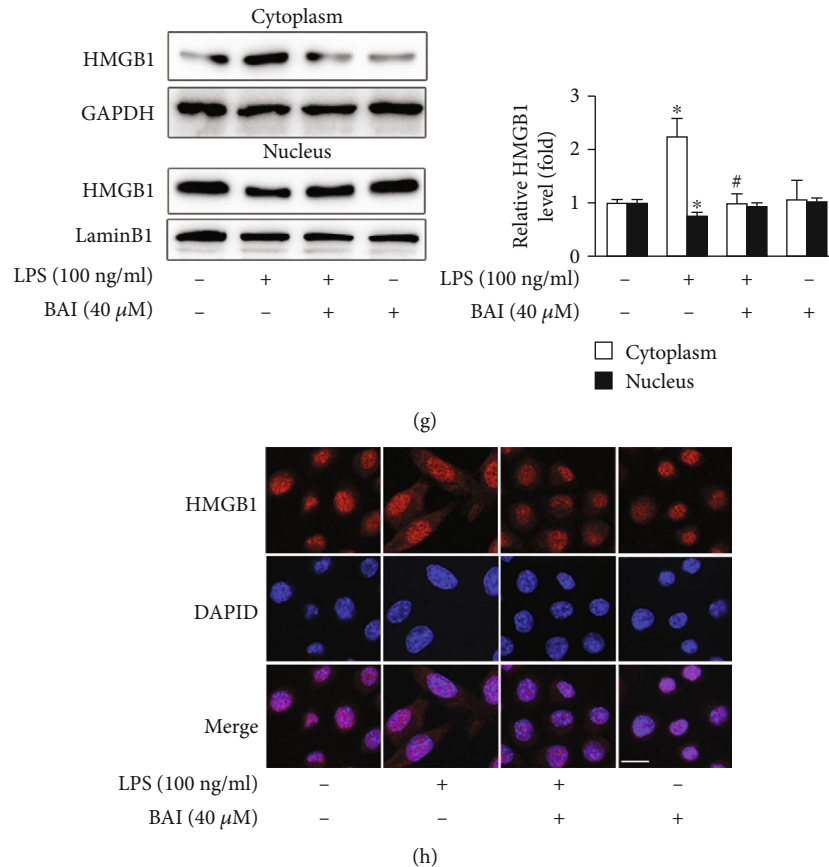 Cytoplasm
HMGB1
GAPDH
Nucleus
HMGB1
LaminB1
LPS (100 ng/ml) – + + –
BAI (40 μM) – – + +
Relative HMGB1
level (fold)
3
2
1
0
*
*
#
LPS (100 ng/ml) – + + –
BAI (40 μM) – – + +
Cytoplasm
Nucleus
(g)
HMGB1
DAPID
Merge
LPS (100 ng/ml) – + + –
BAI (40 μM) – – + +
(h)